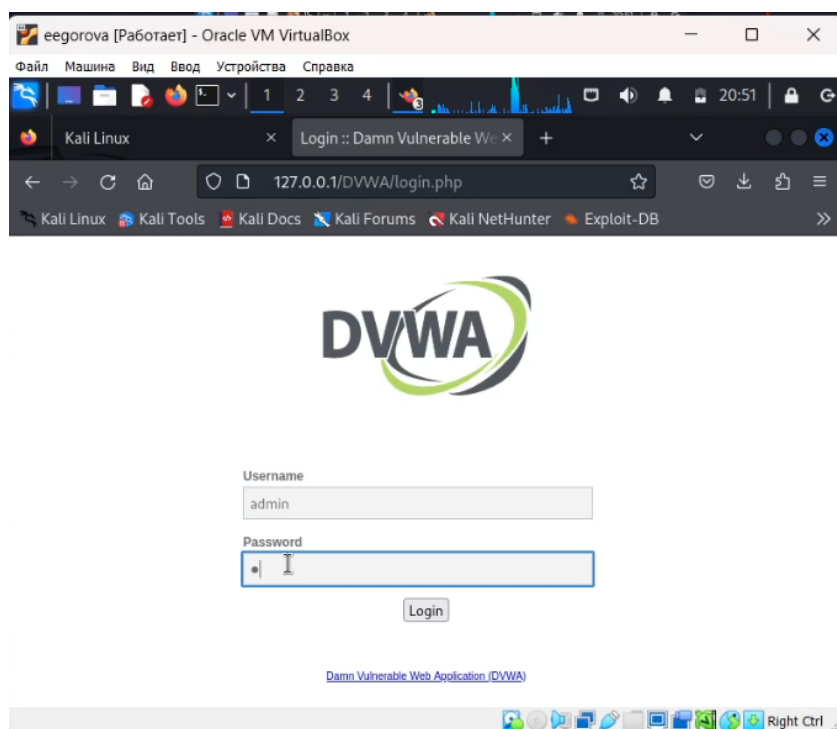 eegorova [Работает] - Oracle VM VirtualBox
Файл Машина Вид Ввод Устройства Справка
1 2 3 4 3 20:51
Kali Linux Login :: Damn Vulnerable We
127.0.0.1/DVWA/login.php
Kali Linux Kali Tools Kali Docs Kali Forums Kali NetHunter Exploit-DB
DVWA
Username
admin
Password
Login
Damn Vulnerable Web Application (DVWA)
Right Ctrl